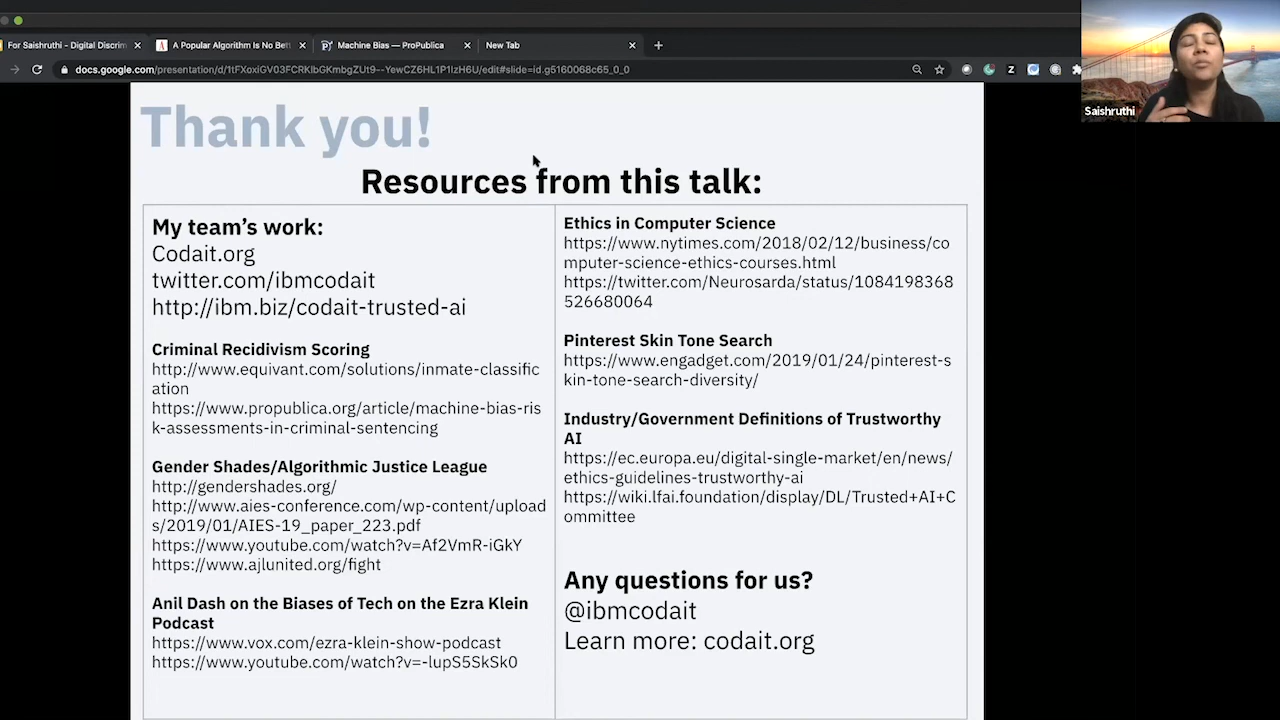 For Saishruthi - Digital Discrim
A Popular Algorithm Is No Bet
Machine Bias — ProPublica
New Tab
docs.google.com/presentation/d/1tFXoxiGV03FCRKlbGKmbgZUt9--YewCZ6HL1P1IzH6U/edit#slide=id.g5160068c65_0_0
Saishruthi
Thank you!
Resources from this talk:
My team's work:
Codait.org
twitter.com/ibmcodait
http://ibm.biz/codait-trusted-ai
Criminal Recidivism Scoring
http://www.equivant.com/solutions/inmate-classific
ation
https://www.propublica.org/article/machine-bias-ris
k-assessments-in-criminal-sentencing
Gender Shades/Algorithmic Justice League
http://gendershades.org/
http://www.aies-conference.com/wp-content/upload
s/2019/01/AIES-19_paper_223.pdf
https://www.youtube.com/watch?v=Af2VmR-iGkY
https://www.ajlunited.org/fight
Anil Dash on the Biases of Tech on the Ezra Klein
Podcast
https://www.vox.com/ezra-klein-show-podcast
https://www.youtube.com/watch?v=-lupS5SkSk0
Ethics in Computer Science
https://www.nytimes.com/2018/02/12/business/co
mputer-science-ethics-courses.html
https://twitter.com/Neurosarda/status/1084198368
526680064
Pinterest Skin Tone Search
https://www.engadget.com/2019/01/24/pinterest-s
kin-tone-search-diversity/
Industry/Government Definitions of Trustworthy
AI
https://ec.europa.eu/digital-single-market/en/news/
ethics-guidelines-trustworthy-ai
https://wiki.lfai.foundation/display/DL/Trusted+AI+C
ommittee
Any questions for us?
@ibmcodait
Learn more: codait.org